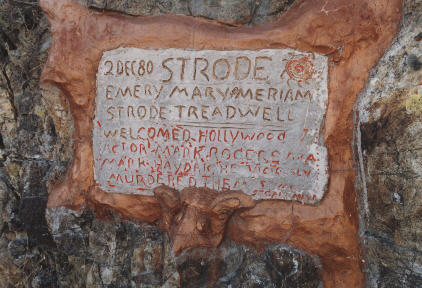 2 DEC 80 STRODE
EMERY MARY & MERIAM
STRODE TREADWELL
WELCOMED HOLLYWOOD
ACTOR MARK ROGERS
MURDERED THEM